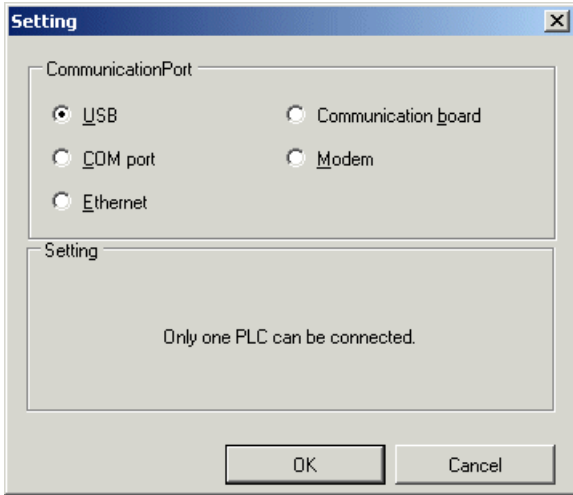 Setting
CommunicationPort
USB
Communication board
COM port
Modem
Ethernet
Setting
Only one PLC can be connected.
OK
Cancel